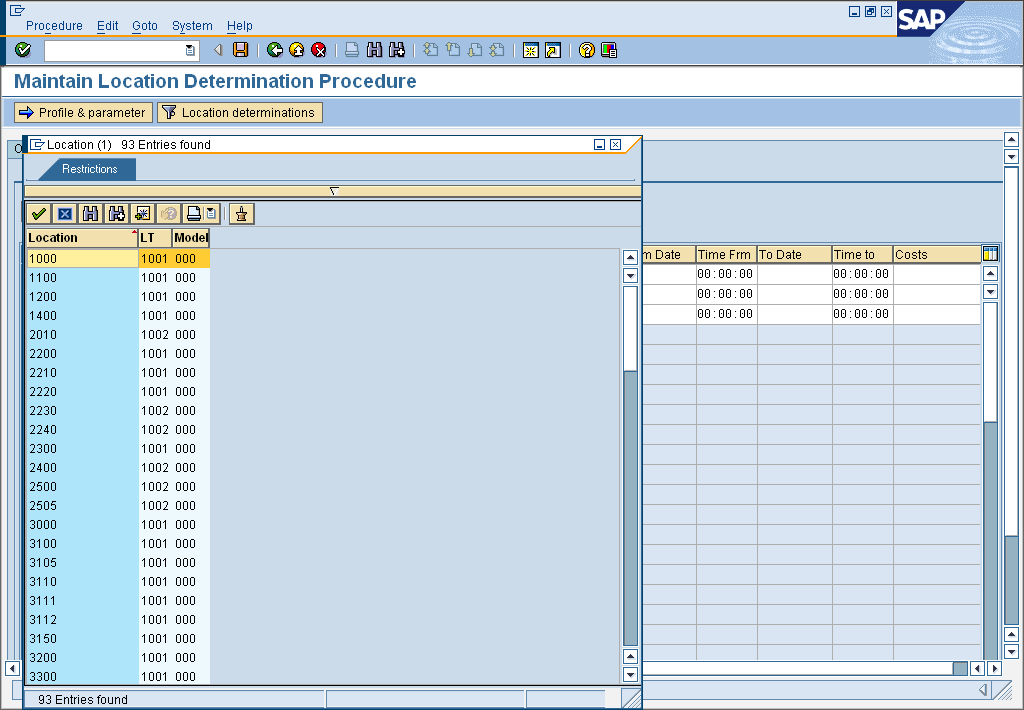 Procedure Edit Goto System Help
SAP
Maintain Location Determination Procedure
Profile & parameter Location determinations
Location (1) 93 Entries found
Restrictions
Location LT Model
m Date Time Frm To Date Time to Costs
1000 1001 000
00:00:00 00:00:00
1100 1001 000
1200 1001 000
00:00:00 00:00:00
1400 1001 000
00:00:00 00:00:00
2010 1002 000
2200 1001 000
2210 1001 000
2220 1001 000
2230 1002 000
2240 1002 000
2300 1001 000
2400 1002 000
2500 1002 000
2505 1002 000
3000 1001 000
3100 1001 000
3105 1001 000
3110 1001 000
3111 1001 000
3112 1001 000
3150 1001 000
3200 1001 000
3300 1001 000
93 Entries found